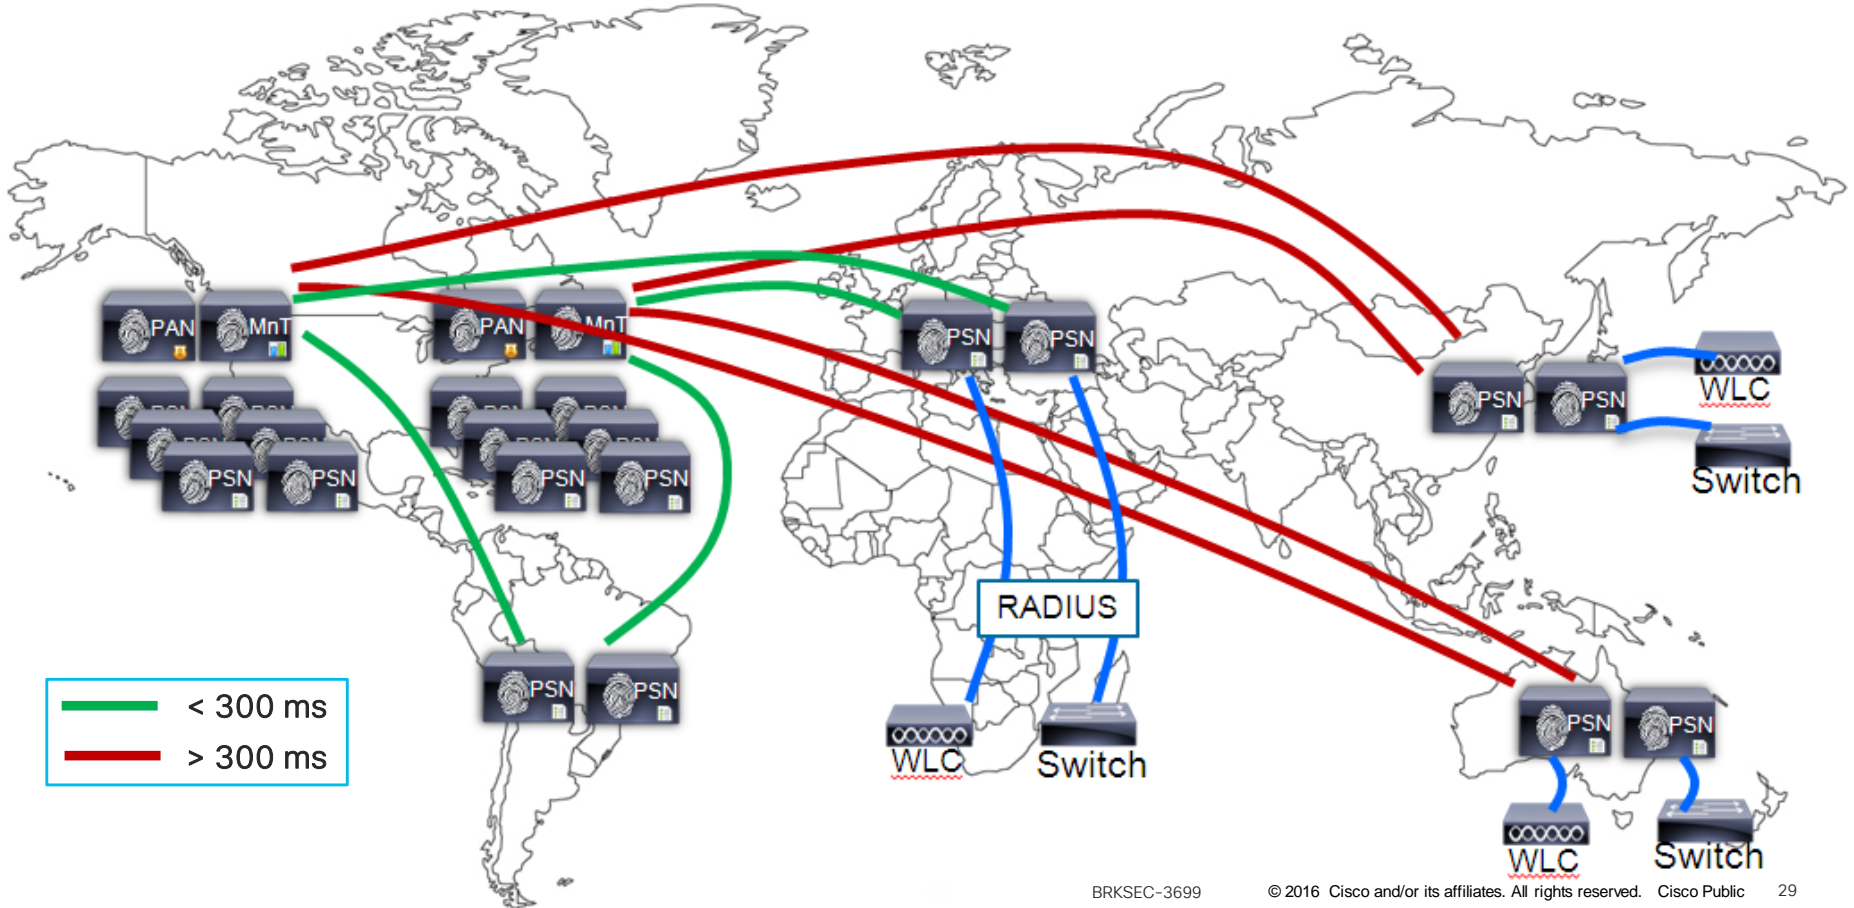 PAN
MnT
PAN
MnT
PSN
PSN
PSN
PSN
WLC
PSN
PSN
Switch
PSN
PSN
PSN
PSN
RADIUS
PSN
PSN
< 300 ms
> 300 ms
WLC
Switch
PSN
PSN
WLC
Switch
BRKSEC-3699
© 2016 Cisco and/or its affiliates. All rights reserved. Cisco Public
29